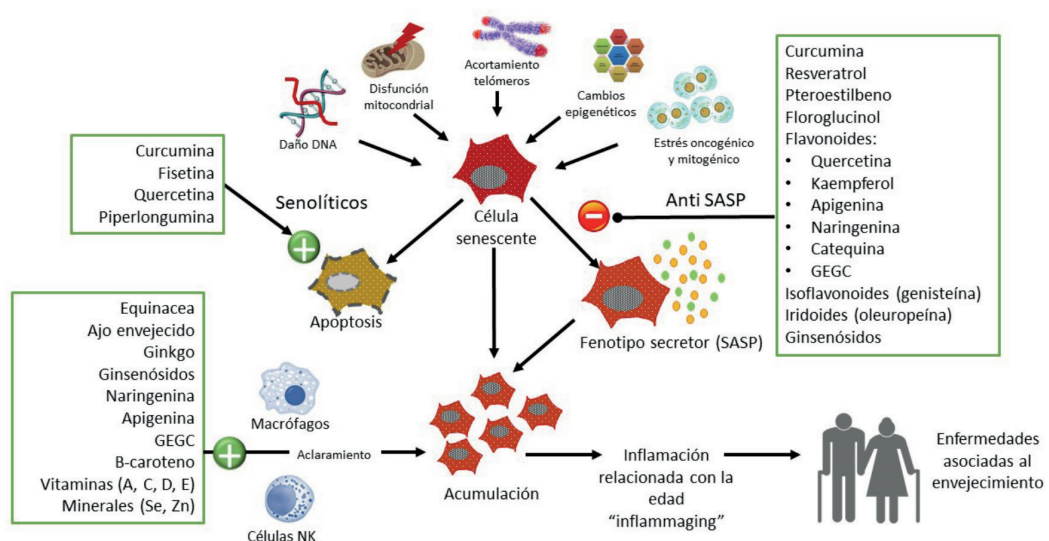 Daño DNA
Disfunción
mitocondrial
Acortamiento
telómeros
Cambios
epigenéticos
Estrés oncogénico
y mitogénico
Curcumina
Fisetina
Quercetina
Piperlongumina
Senolíticos
Célula
senescente
Anti SASP
Curcumina
Resveratrol
Pteroestilbeno
Floroglucinol
Flavonoides:
• Quercetina
• Kaempferol
• Apigenina
• Naringenina
• Catequina
• GEGC
Isoflavonoides (genisteína)
Iridoides (oleuropeína)
Ginsenósidos
Apoptosis
Fenotipo secretor (SASP)
Equinacea
Ajo envejecido
Ginkgo
Ginsenósidos
Naringenina
Apigenina
GEGC
B-caroteno
Vitaminas (A, C, D, E)
Minerales (Se, Zn)
Macrófagos
Aclaramiento
Células NK
Acumulación
Inflamación
relacionada con la
edad
“inflammaging”
Enfermedades
asociadas al
envejecimiento